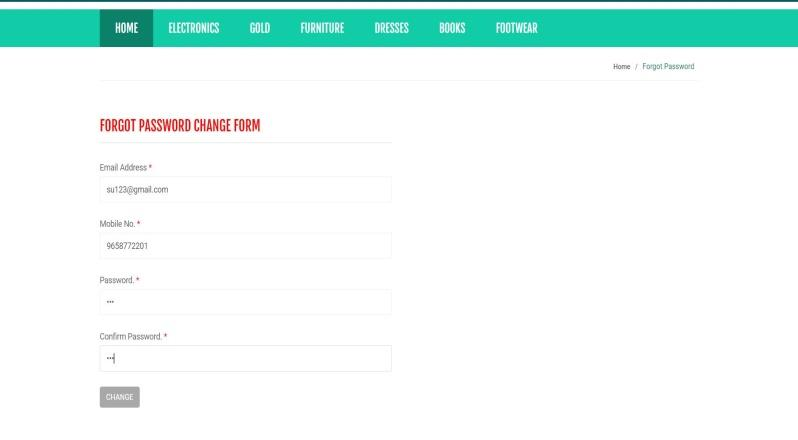 HOME ELECTRONICS GOLD FURNITURE DRESSES BOOKS FOOTWEAR
Home / Forgot Password
FORGOT PASSWORD CHANGE FORM
Email Address *
su123@gmail.com
Mobile No. *
9658772201
Password. *
•••
Confirm Password. *
•••
CHANGE